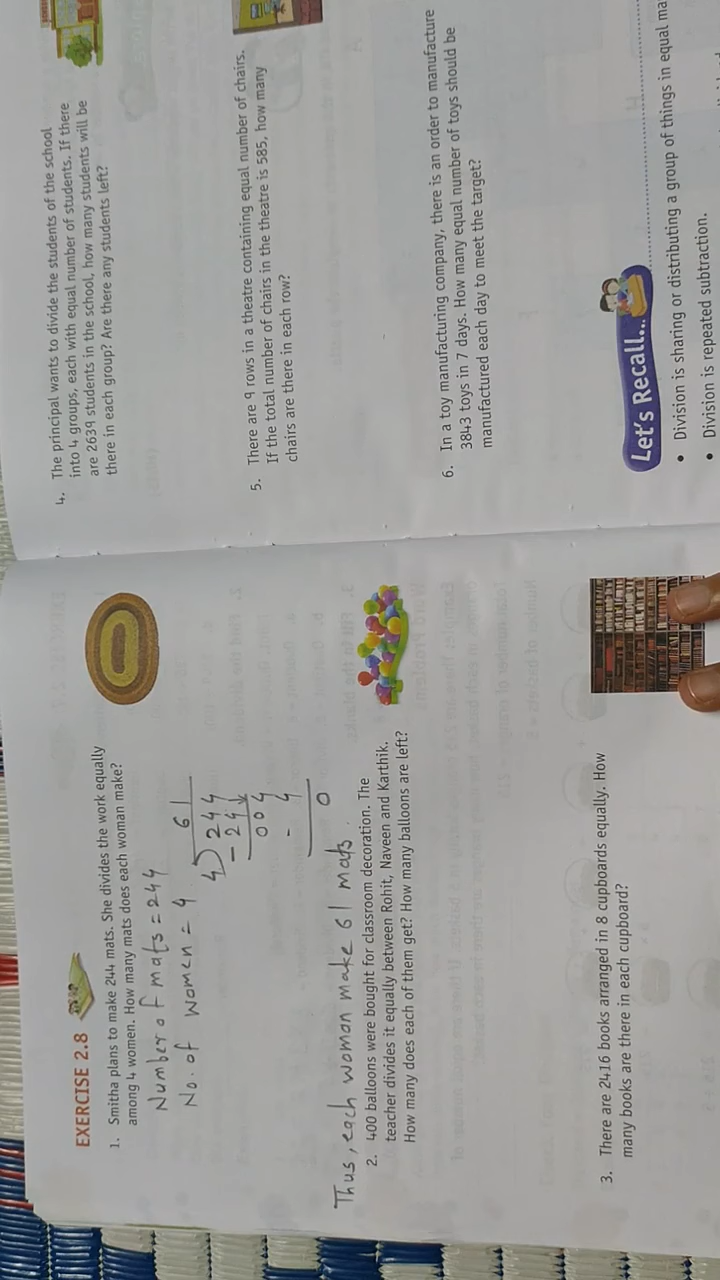 EXERCISE 2.8
1. Smitha plans to make 244 mats. She divides the work equally
among 4 women. How many mats does each woman make?
Number of mats = 244
No. of women = 4
61
4 244
- 24
004
- 4
0
Thus, each woman make 61 mats.
2. 400 balloons were bought for classroom decoration. The
teacher divides it equally between Rohit, Naveen and Karthik.
How many does each of them get? How many balloons are left?
3. There are 2416 books arranged in 8 cupboards equally. How
many books are there in each cupboard?
4. The principal wants to divide the students of the school
into 4 groups, each with equal number of students. If there
are 2639 students in the school, how many students will be
there in each group? Are there any students left?
5. There are 9 rows in a theatre containing equal number of chairs.
If the total number of chairs in the theatre is 585, how many
chairs are there in each row?
6. In a toy manufacturing company, there is an order to manufacture
3843 toys in 7 days. How many equal number of toys should be
manufactured each day to meet the target?
Let's Recall...
• Division is sharing or distributing a group of things in equal
• Division is repeated subtraction.